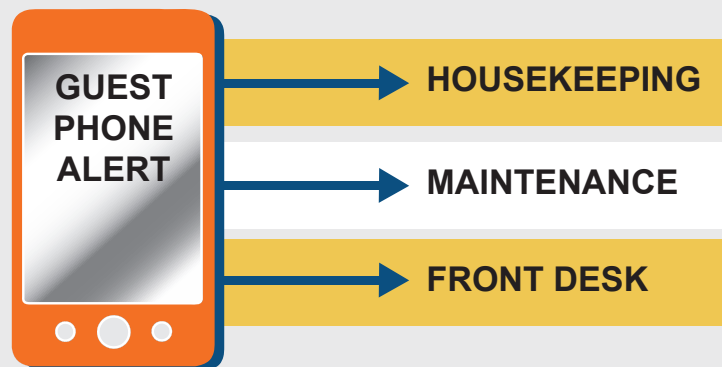 GUEST
PHONE
ALERT
HOUSEKEEPING
MAINTENANCE
FRONT DESK